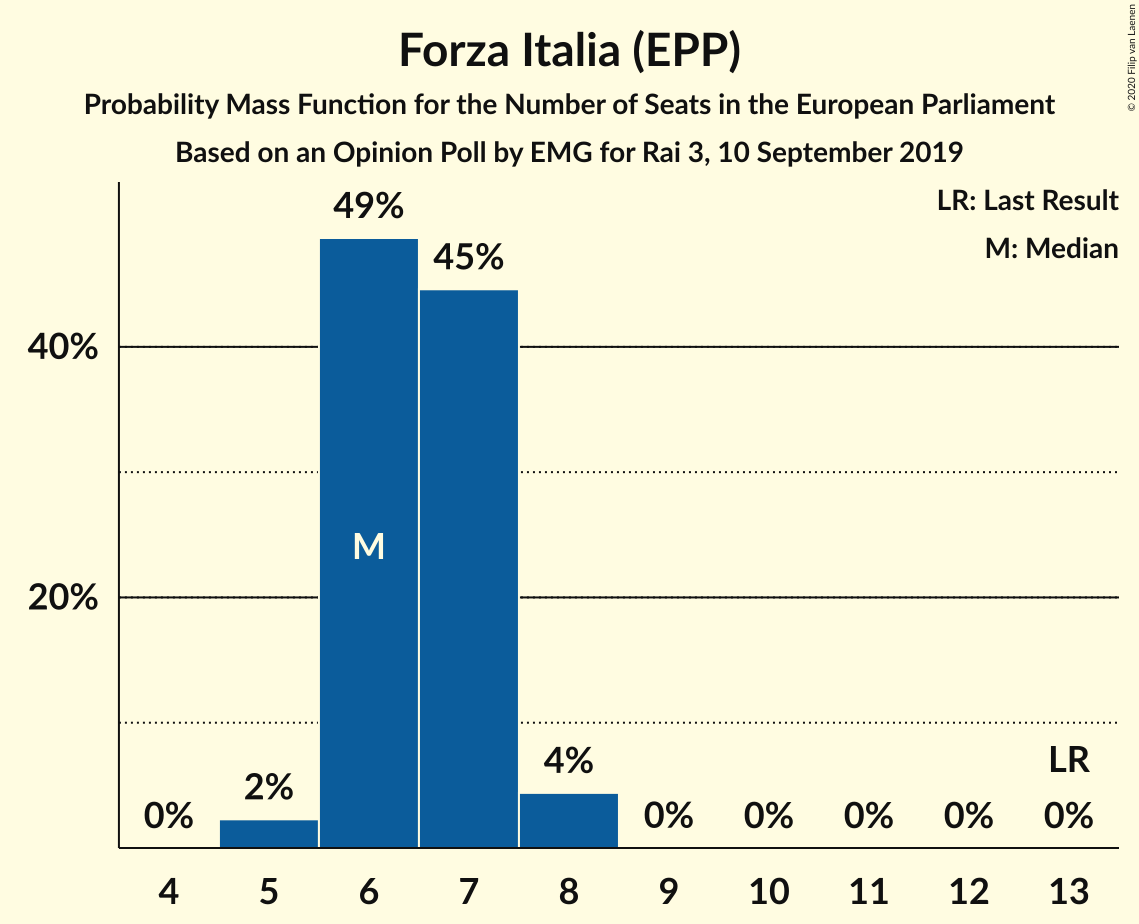 Forza Italia (EPP)
Probability Mass Function for the Number of Seats in the European Parliament
Based on an Opinion Poll by EMG for Rai 3, 10 September 2019
© 2020 Filip van Laenen
LR: Last Result
M: Median
49%
45%
40%
M
20%
LR
4%
2%
0%
0%
0%
0%
0%
0%
4
5
6
7
8
9
10
11
12
13